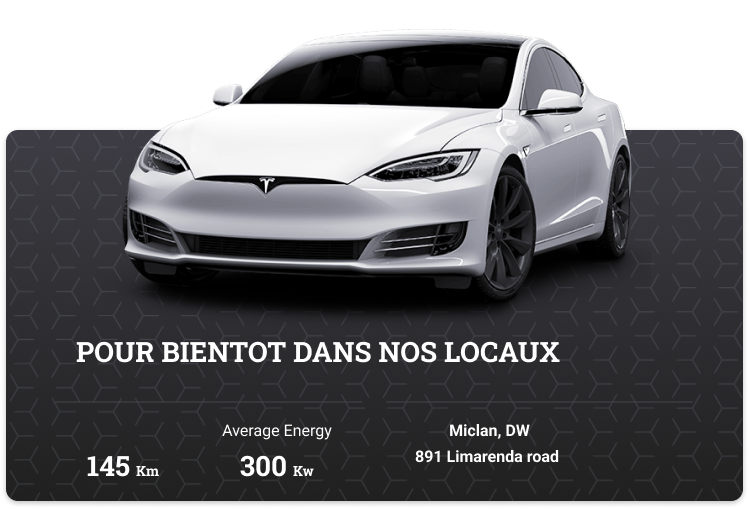 POUR BIENTOT DANS NOS LOCAUX
Average Energy
145 Km
300 Kw
Miclan, DW
891 Limarenda road